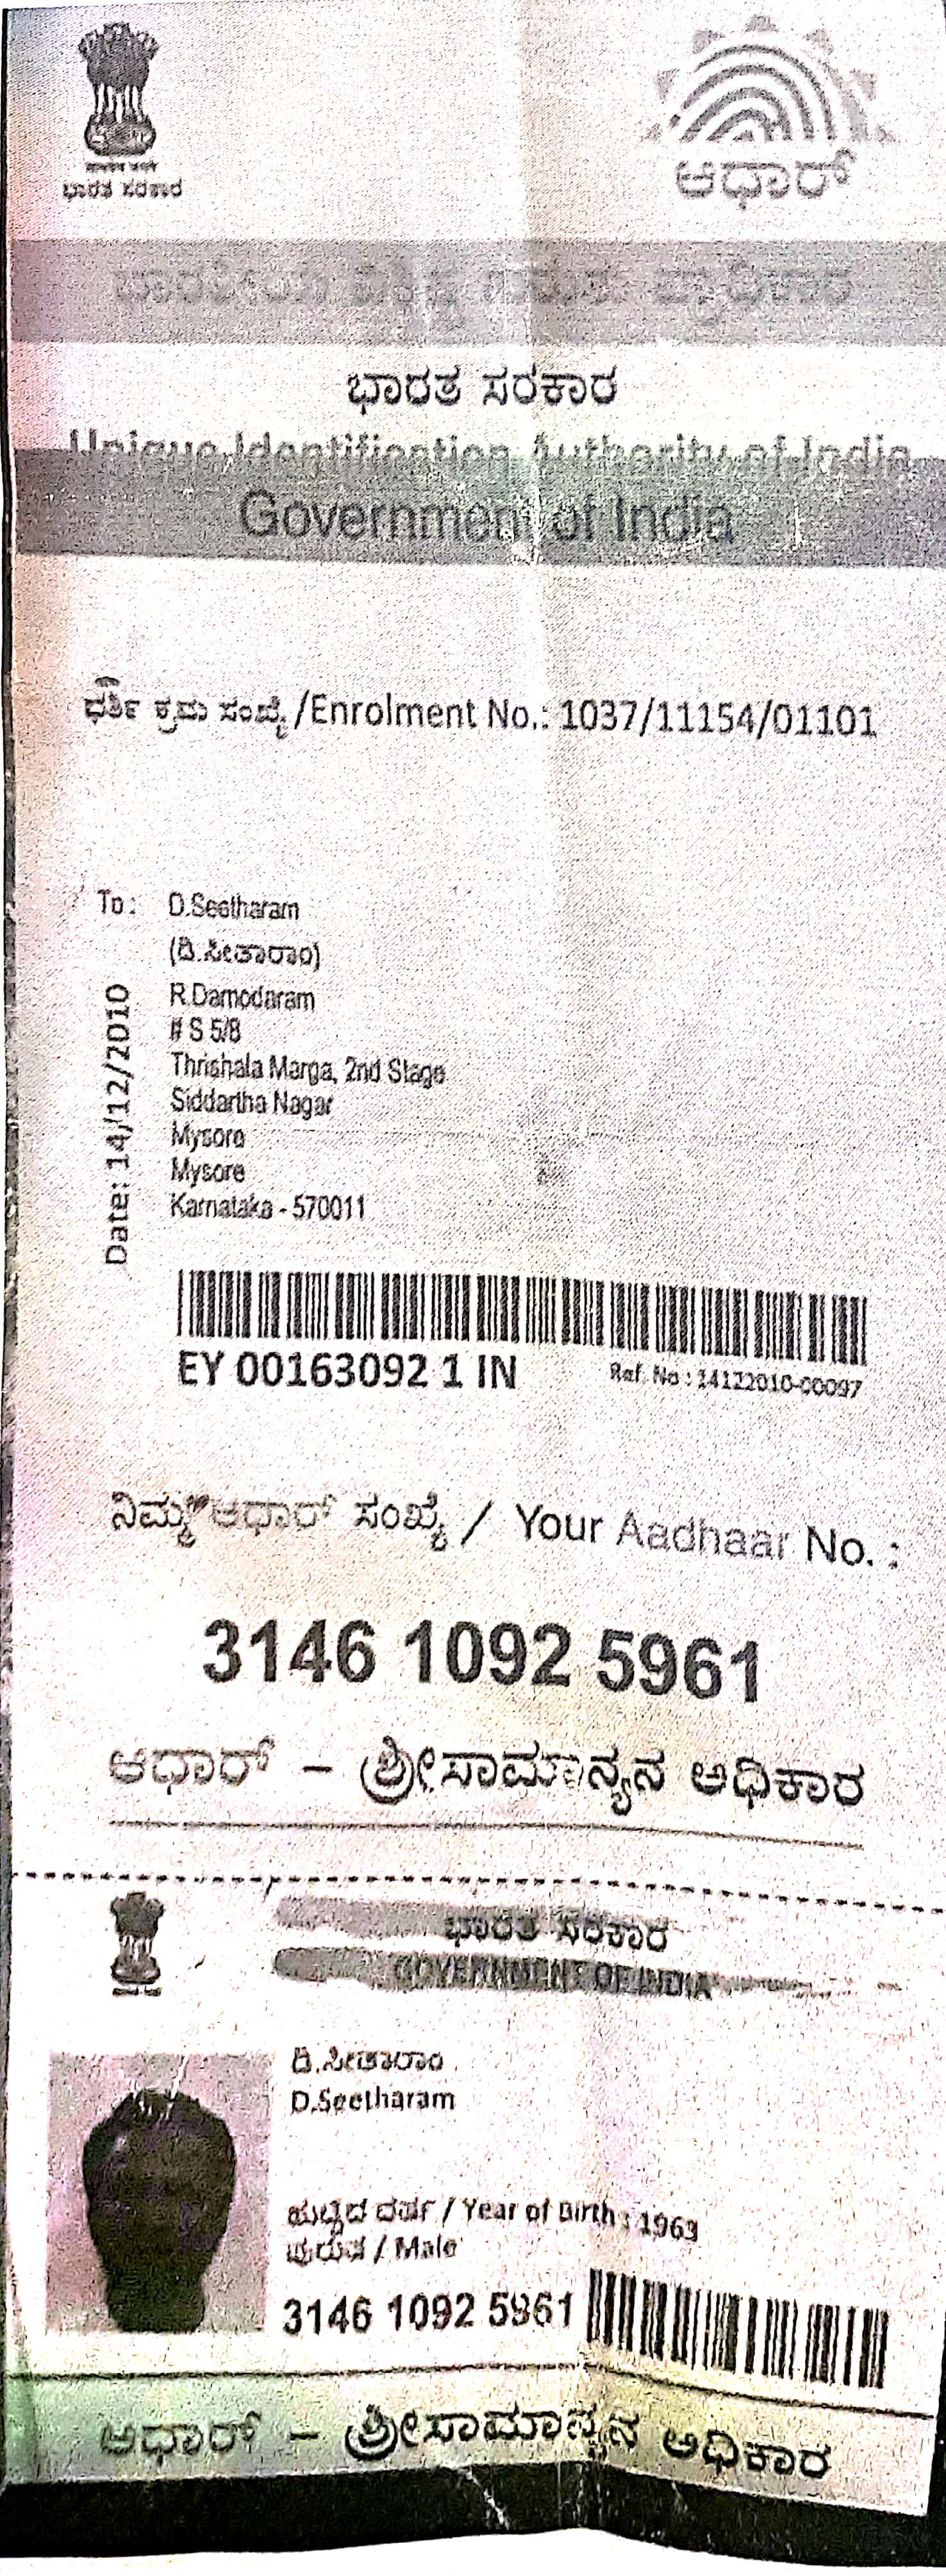 ಭಾರತ ಸರಕಾರ
ಆಧಾರ್
ಭಾರತ ಸರಕಾರ
Unique Identification Authority of India
Government of India
ಕ್ರಮ ಸಂಖ್ಯೆ /Enrolment No.: 1037/11154/01101
To: D.Seetharam
(ಡಿ.ಸೀತಾರಾಂ)
R.Damodaram
# S 5/8
Thrishala Marga, 2nd Stage
Siddartha Nagar
Mysore
Mysore
Karnataka - 570011
Date: 14/12/2010
EY 00163092 1 IN
Ref. No : 14122010-00097
ನಿಮ್ಮ ಆಧಾರ್ ಸಂಖ್ಯೆ / Your Aadhaar No. :
3146 1092 5961
ಆಧಾರ್ – ಶ್ರೀಸಾಮಾನ್ಯನ ಅಧಿಕಾರ
ಭಾರತ ಸರಕಾರ
GOVERNMENT OF INDIA
ಡಿ.ಸೀತಾರಾಂ
D.Seetharam
ಹುಟ್ಟಿದ ವರ್ಷ / Year of Birth : 1963
ಪುರುಷ / Male
3146 1092 5961
ಆಧಾರ್ – ಶ್ರೀಸಾಮಾನ್ಯನ ಅಧಿಕಾರ